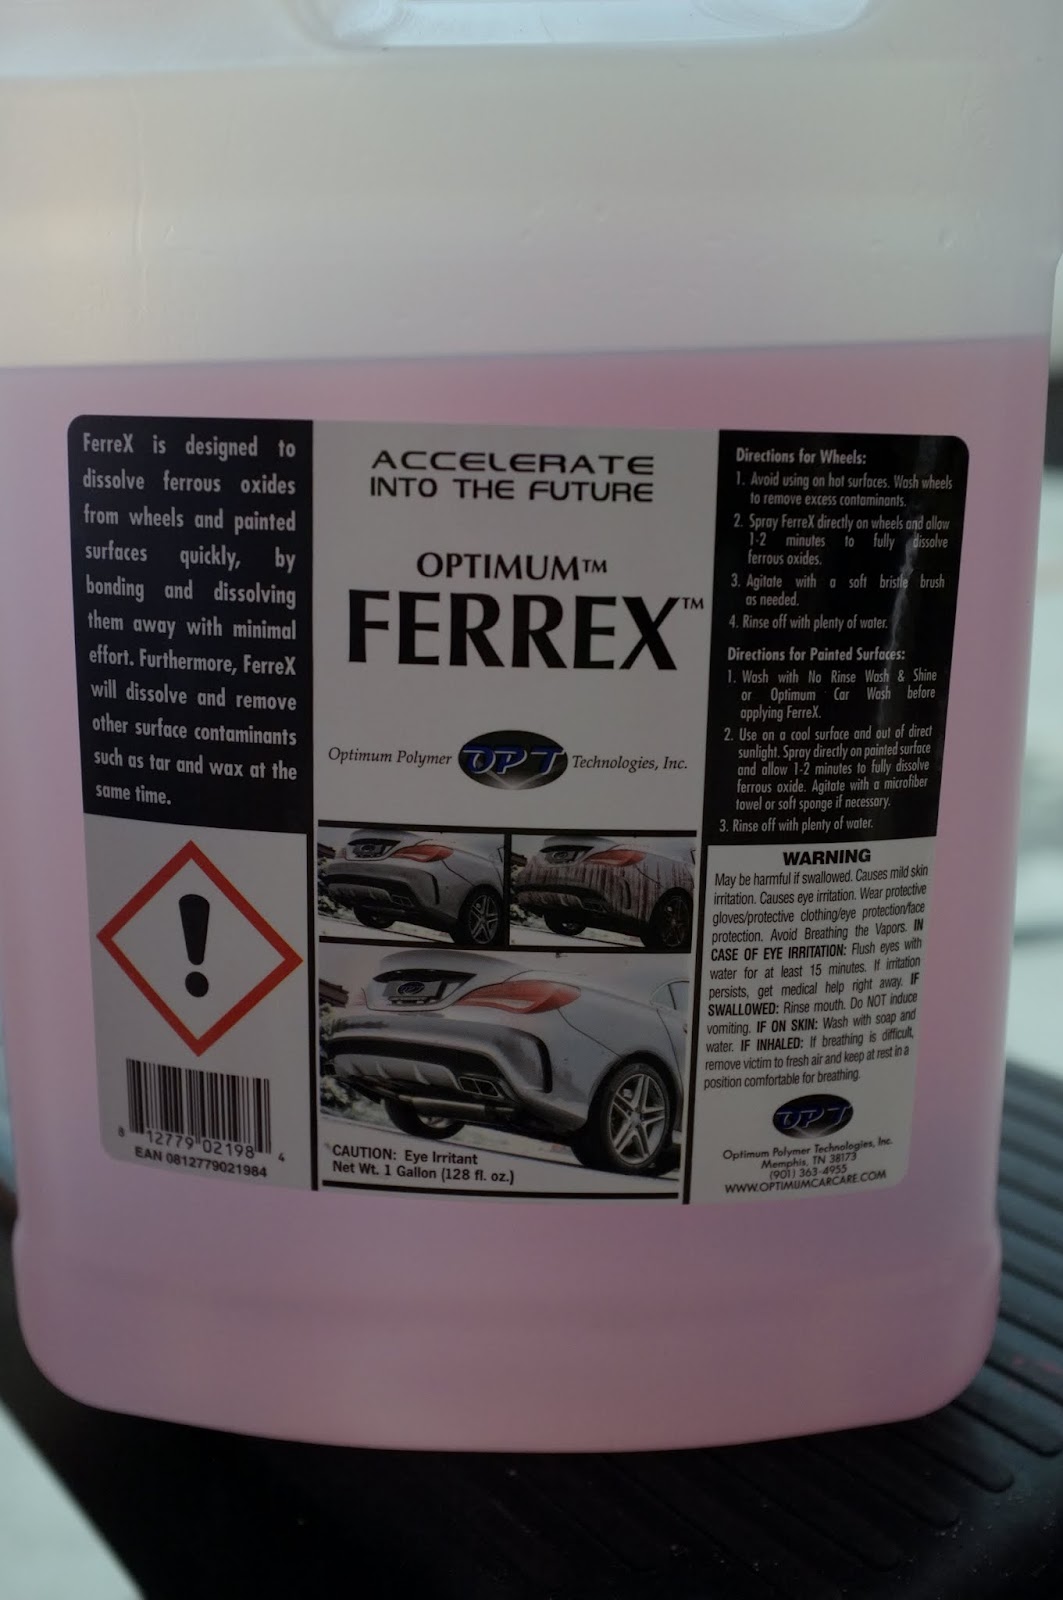 FerreX is designed to
dissolve ferrous oxides
from wheels and painted
surfaces quickly, by
bonding and dissolving
them away with minimal
effort. Furthermore, FerreX
will dissolve and remove
other surface contaminants
such as tar and wax at the
same time.
8 12779 02198 4
EAN 0812779021984
ACCELERATE
INTO THE FUTURE
OPTIMUM™
FERREX™
Optimum Polymer OPT Technologies, Inc.
OPT
CAUTION: Eye Irritant
Net Wt. 1 Gallon (128 fl. oz.)
Directions for Wheels:
1. Avoid using on hot surfaces. Wash wheels
to remove excess contaminants.
2. Spray FerreX directly on wheels and allow
1-2 minutes to fully dissolve
ferrous oxides.
3. Agitate with a soft bristle brush
as needed.
4. Rinse off with plenty of water.
Directions for Painted Surfaces:
1. Wash with No Rinse Wash & Shine
or Optimum Car Wash before
applying FerreX.
2. Use on a cool surface and out of direct
sunlight. Spray directly on painted surface
and allow 1-2 minutes to fully dissolve
ferrous oxide. Agitate with a microfiber
towel or soft sponge if necessary.
3. Rinse off with plenty of water.
WARNING
May be harmful if swallowed. Causes mild skin
irritation. Causes eye irritation. Wear protective
gloves/protective clothing/eye protection/face
protection. Avoid Breathing the Vapors. IN
CASE OF EYE IRRITATION: Flush eyes with
water for at least 15 minutes. If irritation
persists, get medical help right away. IF
SWALLOWED: Rinse mouth. Do NOT induce
vomiting. IF ON SKIN: Wash with soap and
water. IF INHALED: If breathing is difficult,
remove victim to fresh air and keep at rest in a
position comfortable for breathing.
OPT
Optimum Polymer Technologies, Inc.
Memphis, TN 38173
(901) 363-4955
WWW.OPTIMUMCARCARE.COM